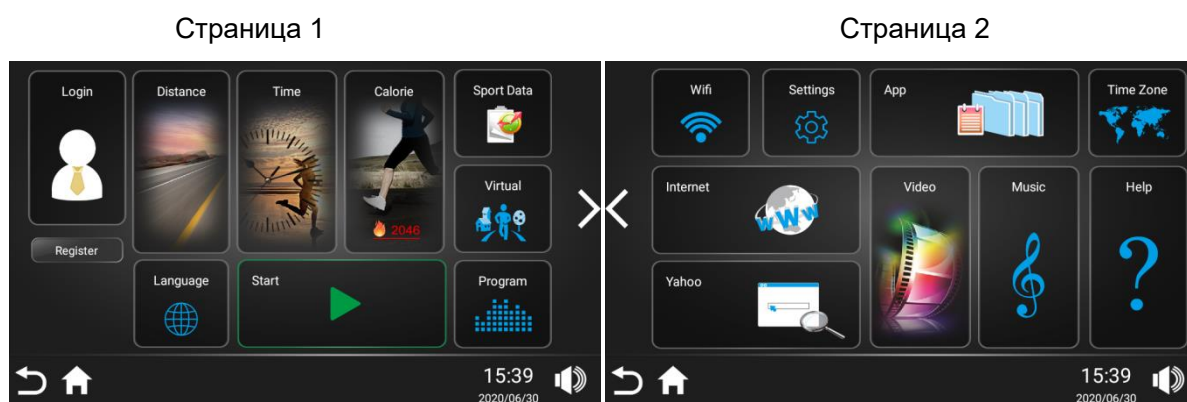 Страница 1
Login
Distance
Time
Calorie
Sport Data
2046
Virtual
Register
Language
Start
Program
15:39
2020/06/30
Страница 2
Wifi
Settings
App
Time Zone
Internet
www
Video
Music
Help
Yahoo
15:39
2020/06/30